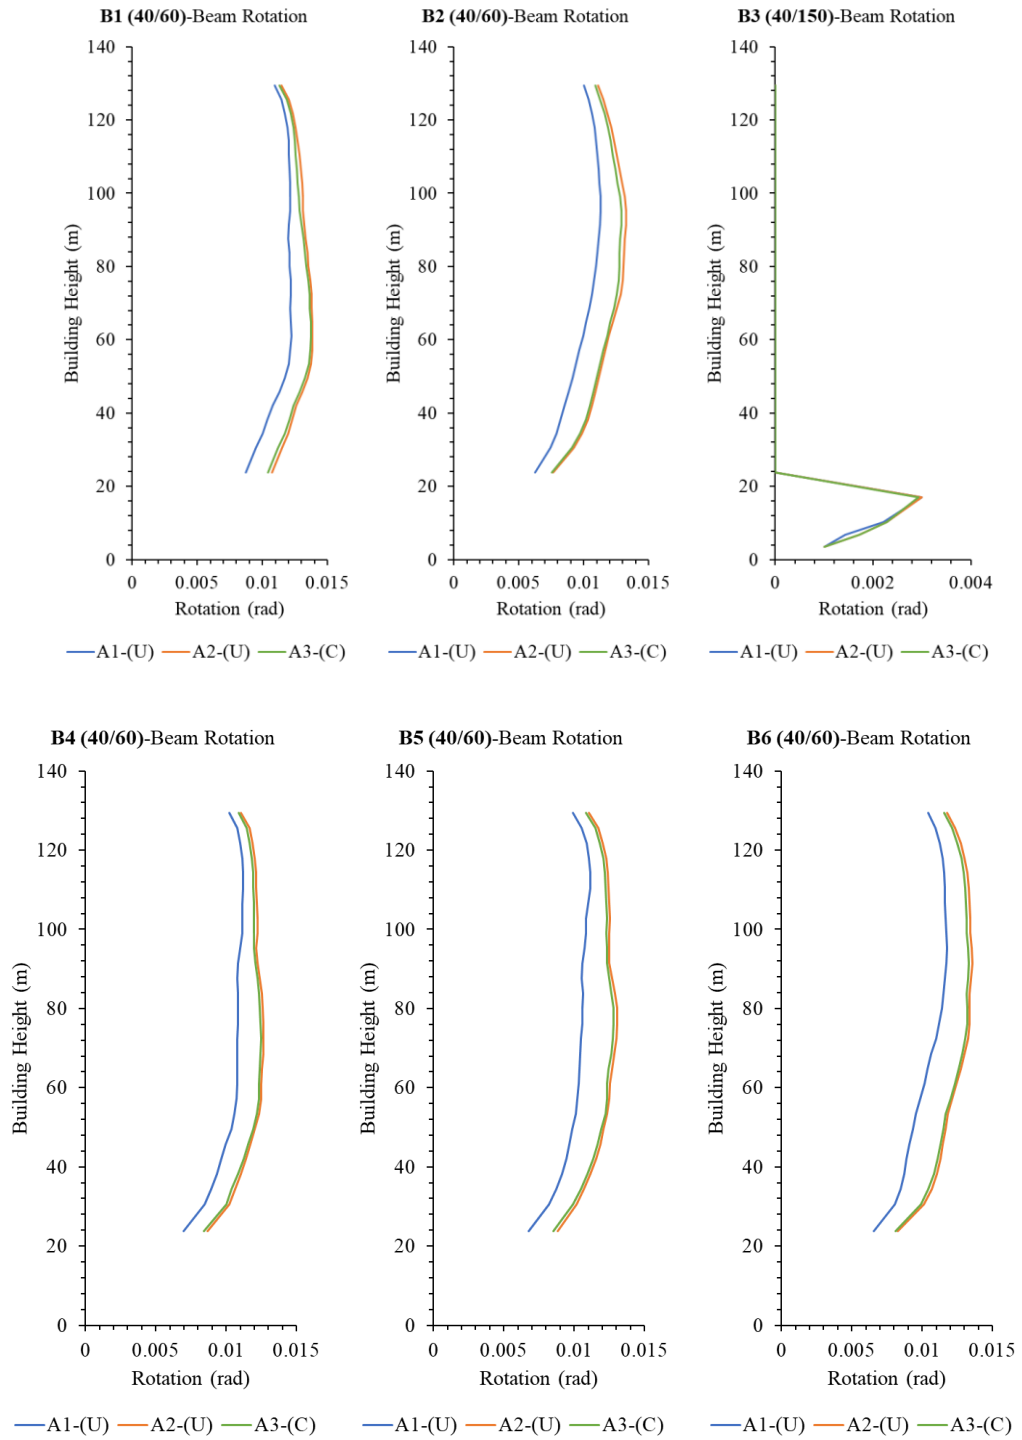 B1 (40/60)-Beam Rotation
140
120
100
80
60
40
20
0
Building Height (m)
0 0.005 0.01 0.015
Rotation (rad)
A1-(U) A2-(U) A3-(C)
B2 (40/60)-Beam Rotation
140
120
100
80
60
40
20
0
Building Height (m)
0 0.005 0.01 0.015
Rotation (rad)
A1-(U) A2-(U) A3-(C)
B3 (40/150)-Beam Rotation
140
120
100
80
60
40
20
0
Building Height (m)
0 0.002 0.004
Rotation (rad)
A1-(U) A2-(U) A3-(C)
B4 (40/60)-Beam Rotation
140
120
100
80
60
40
20
0
Building Height (m)
0 0.005 0.01 0.015
Rotation (rad)
A1-(U) A2-(U) A3-(C)
B5 (40/60)-Beam Rotation
140
120
100
80
60
40
20
0
Building Height (m)
0 0.005 0.01 0.015
Rotation (rad)
A1-(U) A2-(U) A3-(C)
B6 (40/60)-Beam Rotation
140
120
100
80
60
40
20
0
Building Height (m)
0 0.005 0.01 0.015
Rotation (rad)
A1-(U) A2-(U) A3-(C)